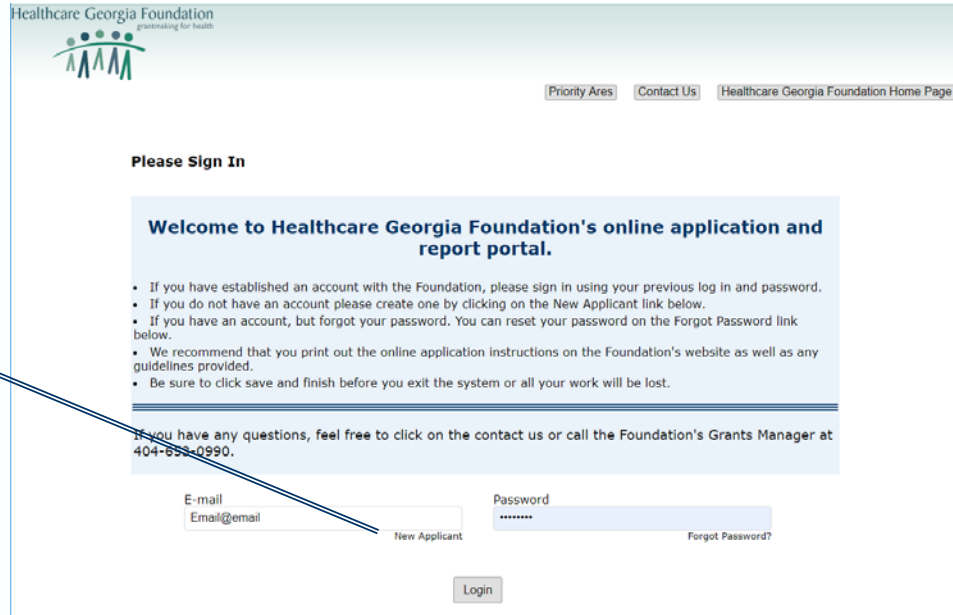 Healthcare Georgia Foundation
grantmaking for health
Priority Ares Contact Us Healthcare Georgia Foundation Home Page
Please Sign In
Welcome to Healthcare Georgia Foundation's online application and
report portal.
• If you have established an account with the Foundation, please sign in using your previous log in and password.
• If you do not have an account please create one by clicking on the New Applicant link below.
• If you have an account, but forgot your password. You can reset your password on the Forgot Password link
below.
• We recommend that you print out the online application instructions on the Foundation's website as well as any
guidelines provided.
• Be sure to click save and finish before you exit the system or all your work will be lost.
If you have any questions, feel free to click on the contact us or call the Foundation's Grants Manager at
404-653-0990.
E-mail Password
Email@email ········
New Applicant Forgot Password?
Login